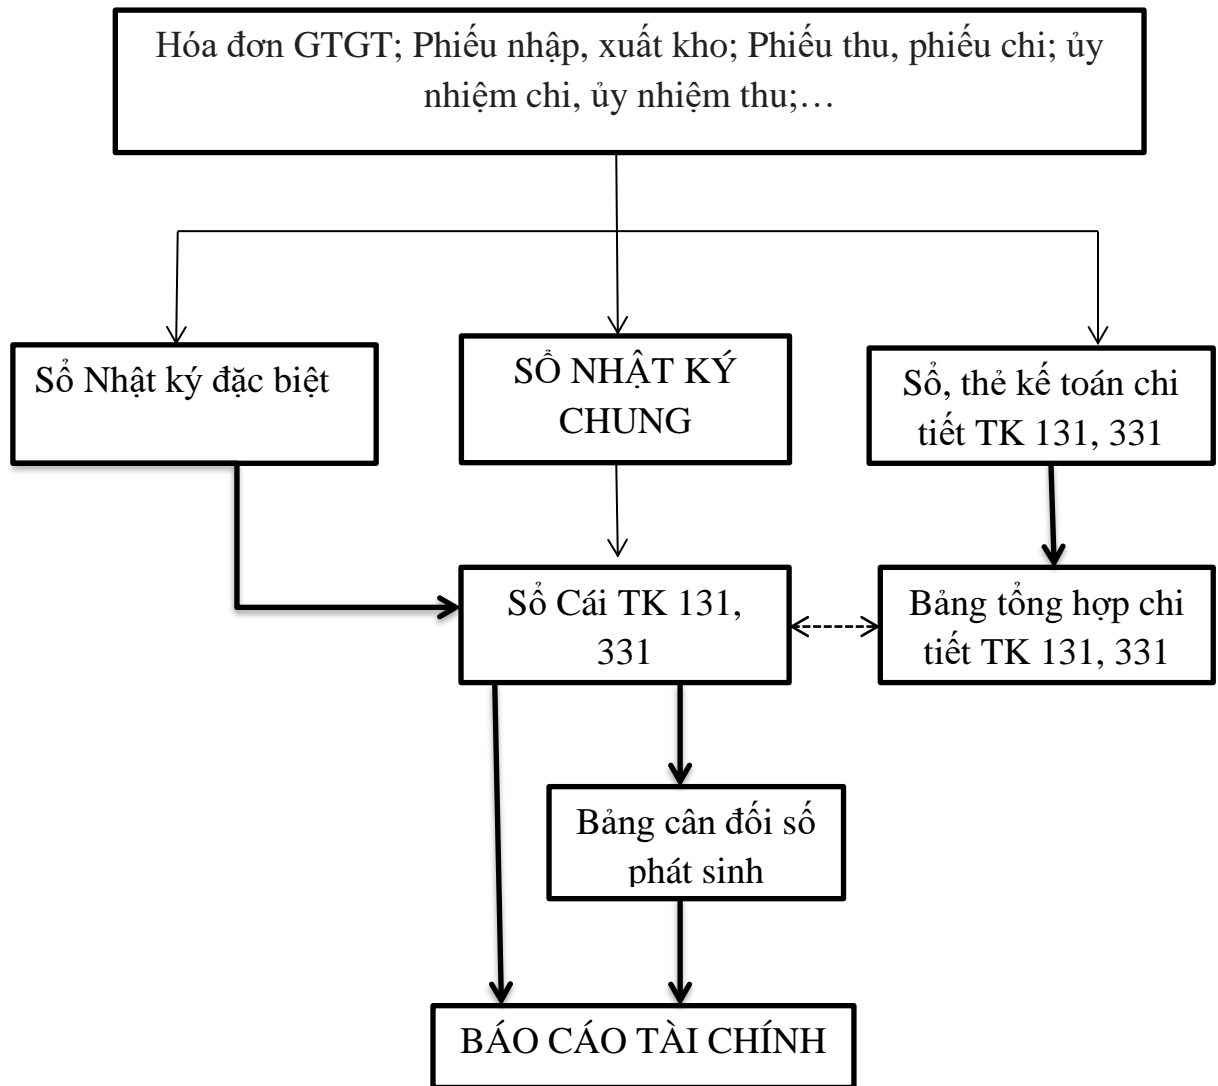 Hóa đơn GTGT; Phiếu nhập, xuất kho; Phiếu thu, phiếu chi; ủy
nhiệm chi, ủy nhiệm thu;…
Sổ Nhật ký đặc biệt
SỔ NHẬT KÝ
CHUNG
Sổ, thẻ kế toán chi
tiết TK 131, 331
Sổ Cái TK 131,
331
Bảng tổng hợp chi
tiết TK 131, 331
Bảng cân đối số
phát sinh
BÁO CÁO TÀI CHÍNH